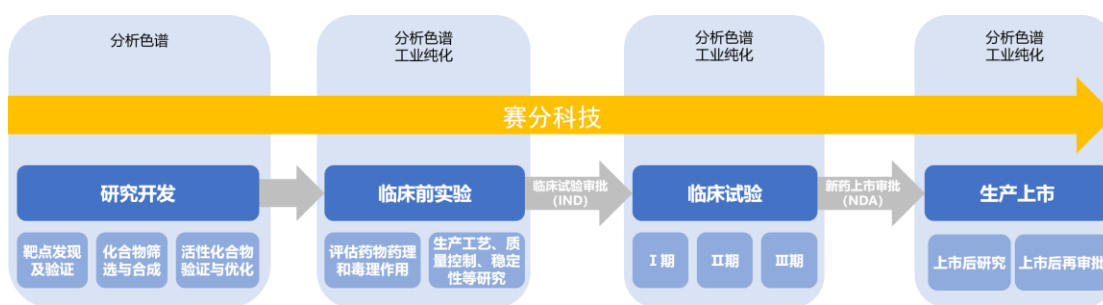 分析色谱
分析色谱
工业纯化
分析色谱
工业纯化
分析色谱
工业纯化
赛分科技
研究开发
临床前实验
临床试验审批
(IND)
临床试验
新药上市审批
(NDA)
生产上市
靶点发现
及验证
化合物筛
选与合成
活性化合物
验证与优化
评估药物药理
和毒理作用
生产工艺、质
量控制、稳定
性等研究
I 期
II期
III期
上市后研究
上市后再审批